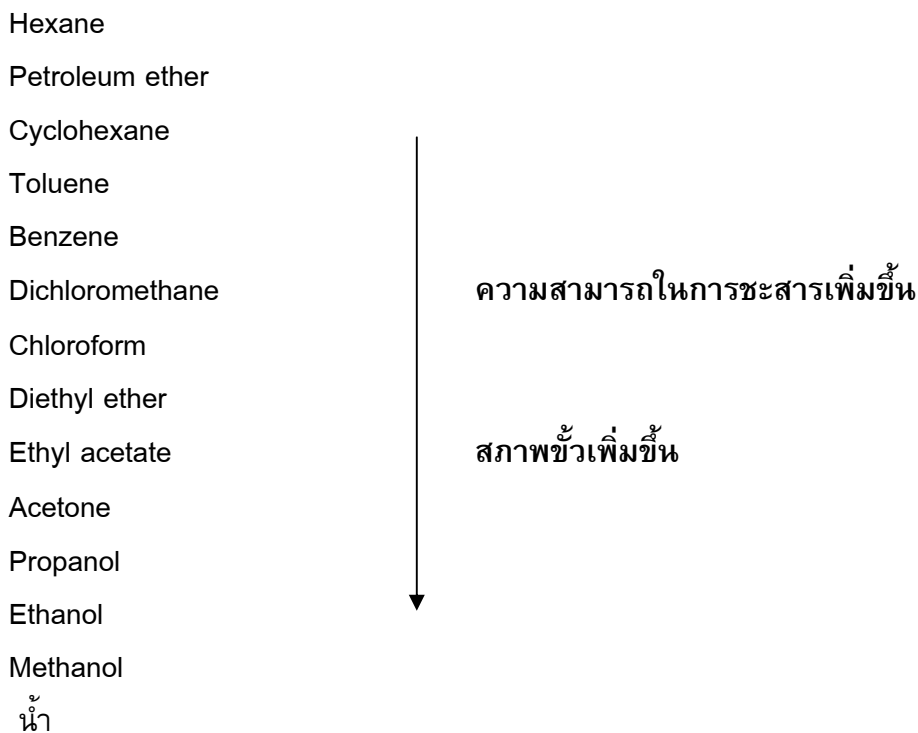 Hexane
Petroleum ether
Cyclohexane
Toluene
Benzene
Dichloromethane ความสามารถในการชะสารเพิ่มขึ้น
Chloroform
Diethyl ether
Ethyl acetate สภาพขั้วเพิ่มขึ้น
Acetone
Propanol
Ethanol
Methanol
น้ำ